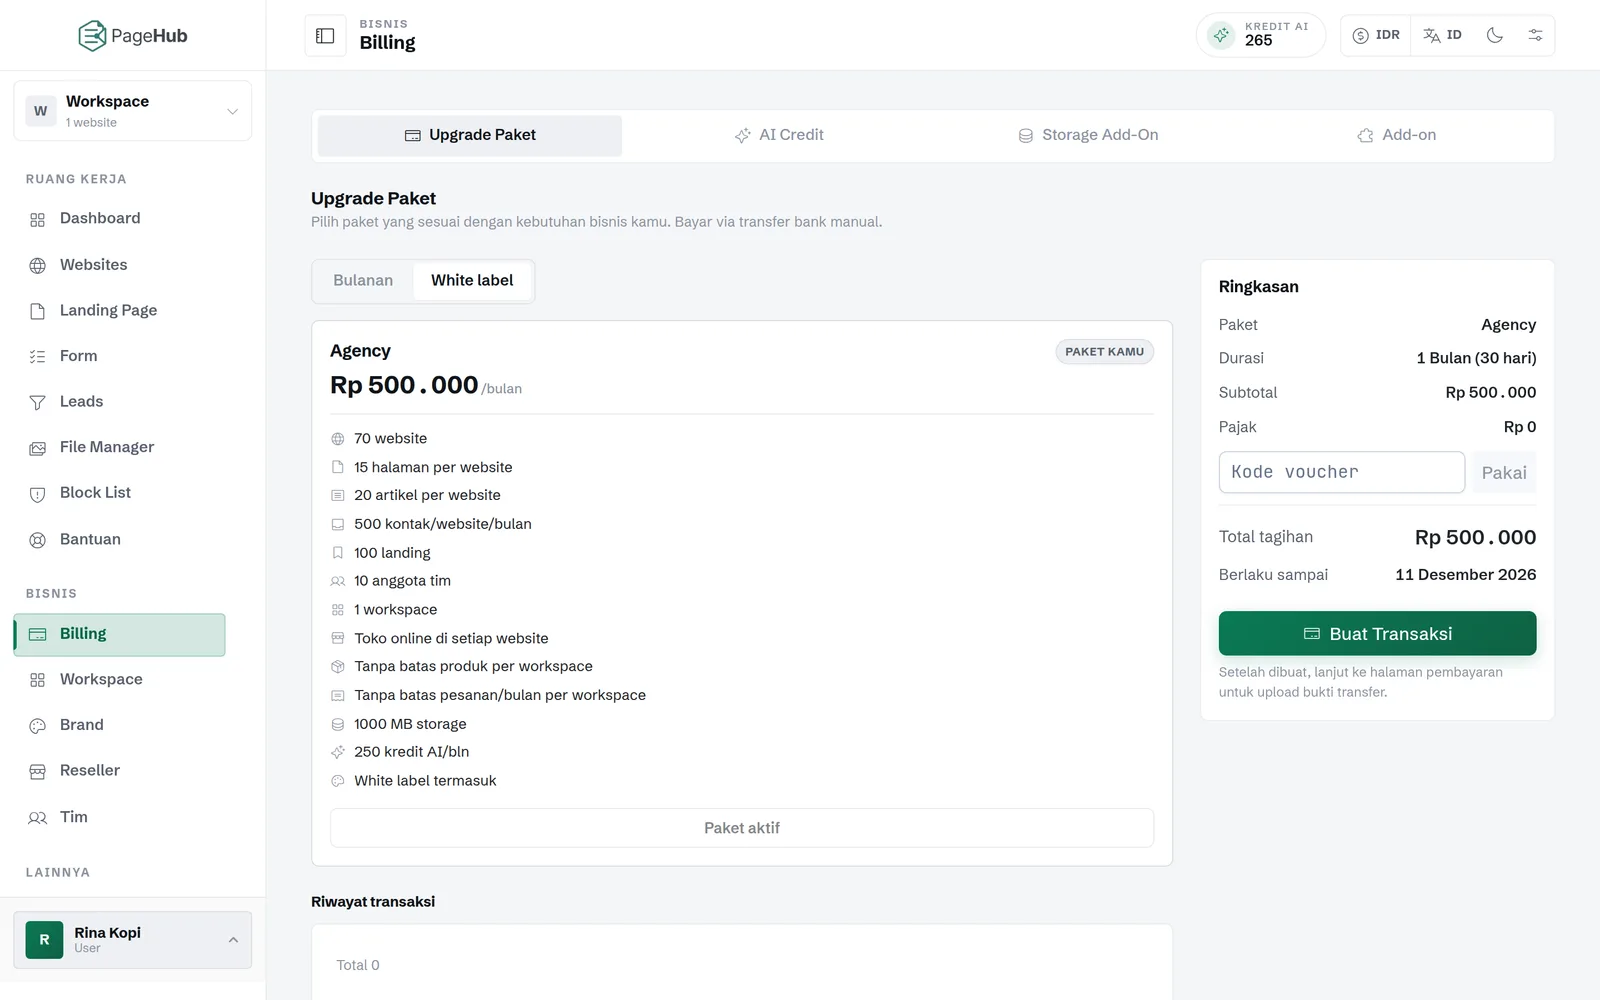 PageHub
BISNIS
Billing
KREDIT AI
265
IDR
ID
W
Workspace
1 website
RUANG KERJA
Dashboard
Websites
Landing Page
Form
Leads
File Manager
Block List
Bantuan
BISNIS
Billing
Workspace
Brand
Reseller
Tim
LAINNYA
R
Rina Kopi
User
Upgrade Paket
AI Credit
Storage Add-On
Add-on
Upgrade Paket
Pilih paket yang sesuai dengan kebutuhan bisnis kamu. Bayar via transfer bank manual.
Bulanan
White label
Agency
PAKET KAMU
Rp 500.000 /bulan
70 website
15 halaman per website
20 artikel per website
500 kontak/website/bulan
100 landing
10 anggota tim
1 workspace
Toko online di setiap website
Tanpa batas produk per workspace
Tanpa batas pesanan/bulan per workspace
1000 MB storage
250 kredit AI/bln
White label termasuk
Paket aktif
Riwayat transaksi
Total 0
Ringkasan
Paket Agency
Durasi 1 Bulan (30 hari)
Subtotal Rp 500.000
Pajak Rp 0
Kode voucher Pakai
Total tagihan Rp 500.000
Berlaku sampai 11 Desember 2026
Buat Transaksi
Setelah dibuat, lanjut ke halaman pembayaran
untuk upload bukti transfer.